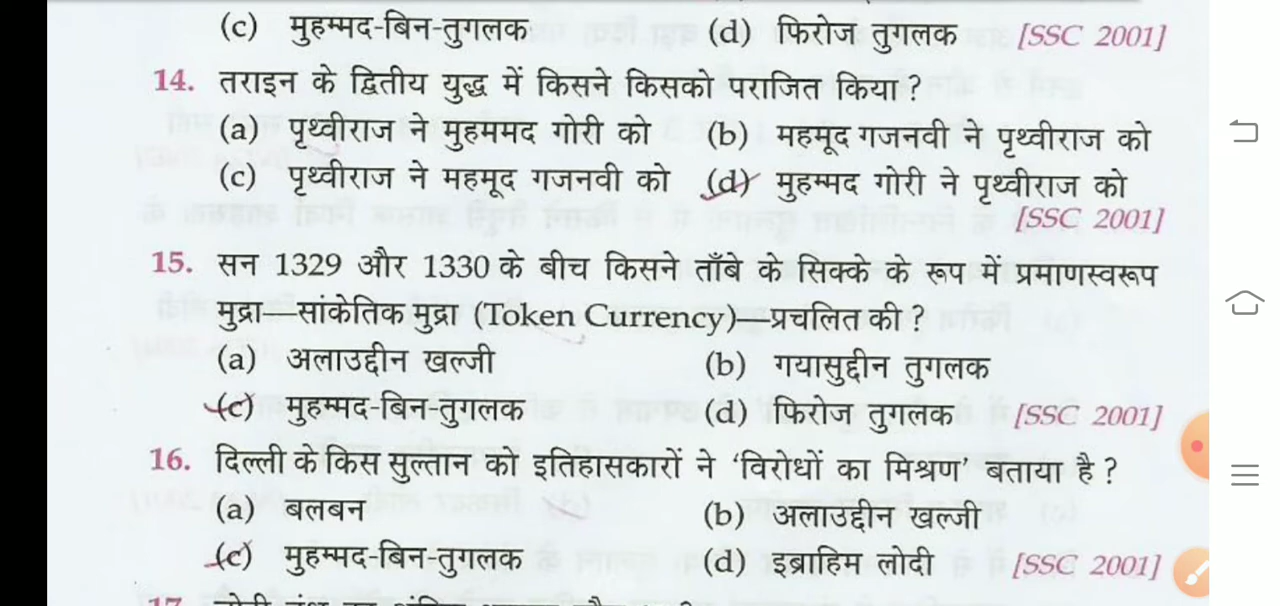 (c) मुहम्मद-बिन-तुगलक (d) फिरोज तुगलक [SSC 2001]
14. तराइन के द्वितीय युद्ध में किसने किसको पराजित किया ?
(a) पृथ्वीराज ने मुहममद गोरी को (b) महमूद गजनवी ने पृथ्वीराज को
(c) पृथ्वीराज ने महमूद गजनवी को (d) मुहम्मद गोरी ने पृथ्वीराज को
[SSC 2001]
15. सन 1329 और 1330 के बीच किसने ताँबे के सिक्के के रूप में प्रमाणस्वरूप
मुद्रा—सांकेतिक मुद्रा (Token Currency)—प्रचलित की ?
(a) अलाउद्दीन खल्जी (b) गयासुद्दीन तुगलक
(c) मुहम्मद-बिन-तुगलक (d) फिरोज तुगलक [SSC 2001]
16. दिल्ली के किस सुल्तान को इतिहासकारों ने ‘विरोधों का मिश्रण’ बताया है ?
(a) बलबन (b) अलाउद्दीन खल्जी
(c) मुहम्मद-बिन-तुगलक (d) इब्राहिम लोदी [SSC 2001]
17.